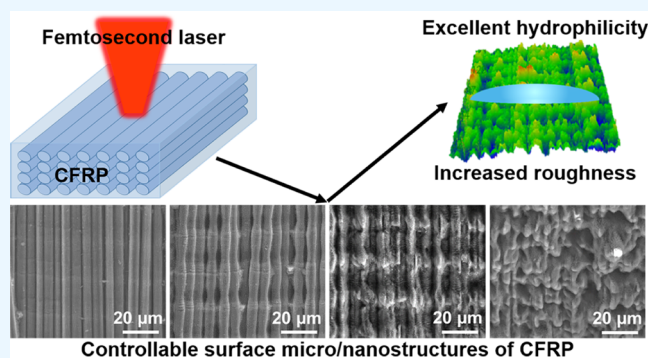 Femtosecond laser
Excellent hydrophilicity
CFRP
Increased roughness
20 μm
20 μm
20 μm
20 μm
Controllable surface micro/nanostructures of CFRP